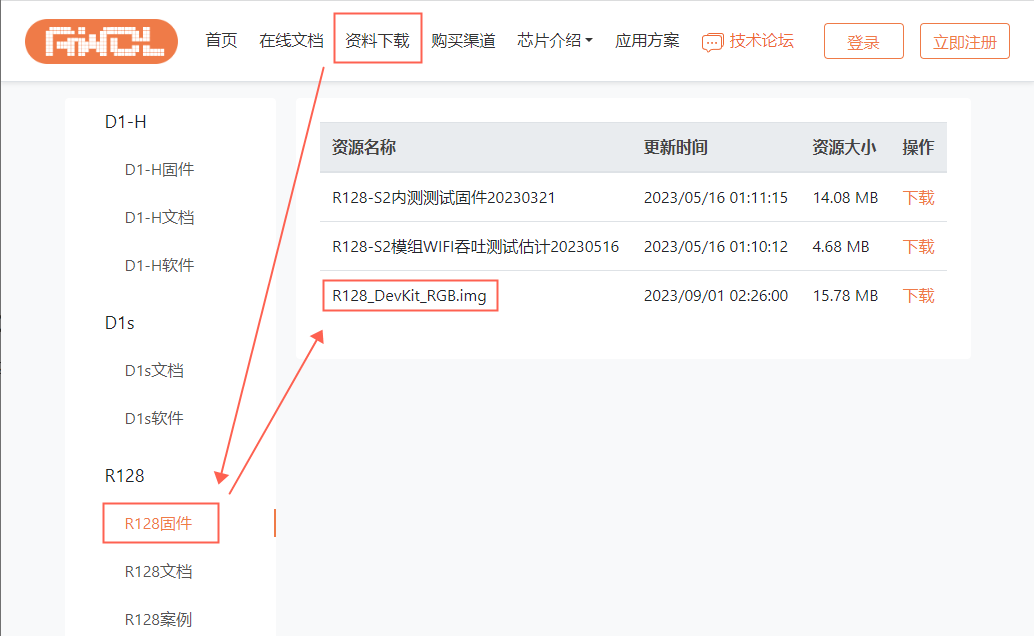 AWOL
首页 在线文档 资料下载 购买渠道 芯片介绍 应用方案 技术论坛 登录 立即注册
D1-H
D1-H固件
D1-H文档
D1-H软件
D1s
D1s文档
D1s软件
R128
R128固件
R128文档
R128案例
资源名称 更新时间 资源大小 操作
R128-S2内测测试固件20230321 2023/05/16 01:11:15 14.08 MB 下载
R128-S2模组WIFI吞吐测试估计20230516 2023/05/16 01:10:12 4.68 MB 下载
R128_DevKit_RGB.img 2023/09/01 02:26:00 15.78 MB 下载